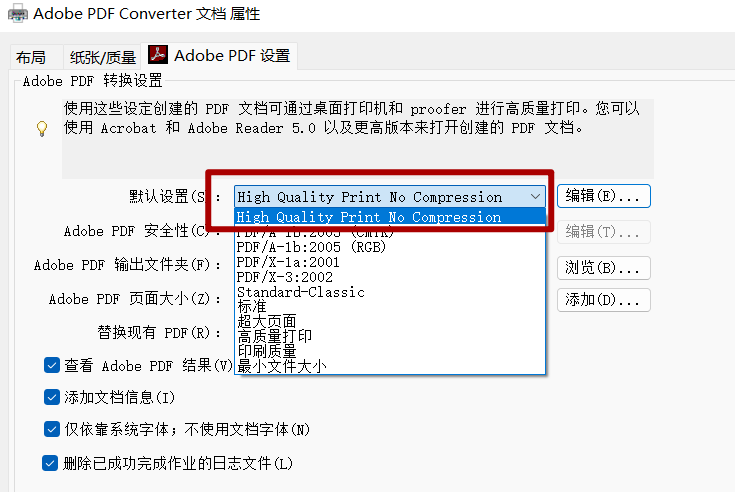 Adobe PDF Converter 文档 属性
布局 纸张/质量 Adobe PDF 设置
Adobe PDF 转换设置
使用这些设定创建的 PDF 文档可通过桌面打印机和 proofer 进行高质量打印。您可以
使用 Acrobat 和 Adobe Reader 5.0 以及更高版本来打开创建的 PDF 文档。
默认设置(S): High Quality Print No Compression 编辑(E)...
High Quality Print No Compression
Adobe PDF 安全性(C): PDF/A-1b:2005 (CMYK) 编辑(T)...
PDF/A-1b:2005 (RGB)
PDF/X-1a:2001
Adobe PDF 输出文件夹(F): 浏览(B)...
PDF/X-3:2002
Standard-Classic
Adobe PDF 页面大小(Z): 标准 添加(D)...
超大页面
替换现有 PDF(R): 高质量打印
印刷质量
查看 Adobe PDF 结果(V) 最小文件大小
添加文档信息(I)
仅依靠系统字体；不使用文档字体(N)
删除已成功完成作业的日志文件(L)